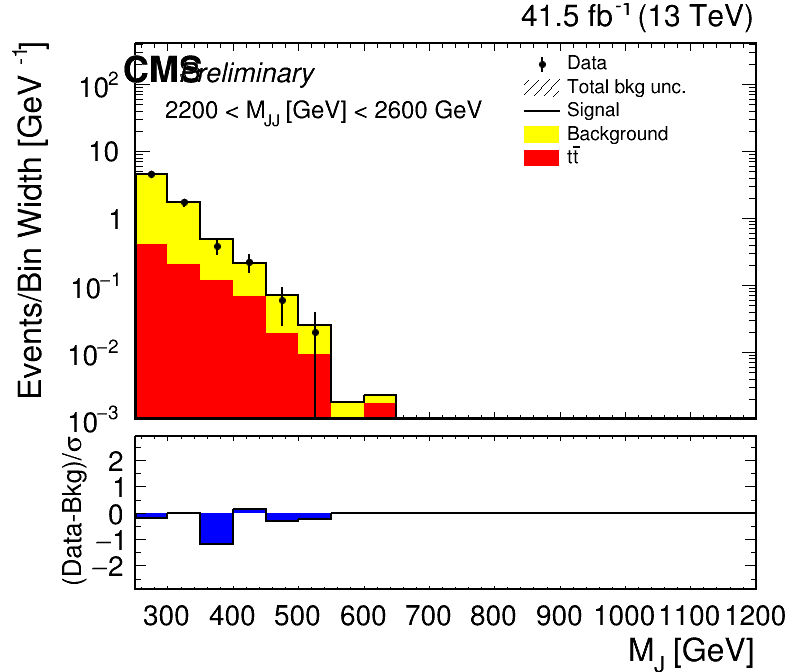 41.5 fb⁻¹ (13 TeV)
CMS Preliminary
2200 < M_JJ [GeV] < 2600 GeV
Data
Total bkg unc.
Signal
Background
tt̄
Events/Bin Width [GeV⁻¹]
10²
10
1
10⁻¹
10⁻²
10⁻³
(Data-Bkg)/σ
2
1
0
−1
−2
300 400 500 600 700 800 900 1000 1100 1200
M_J [GeV]